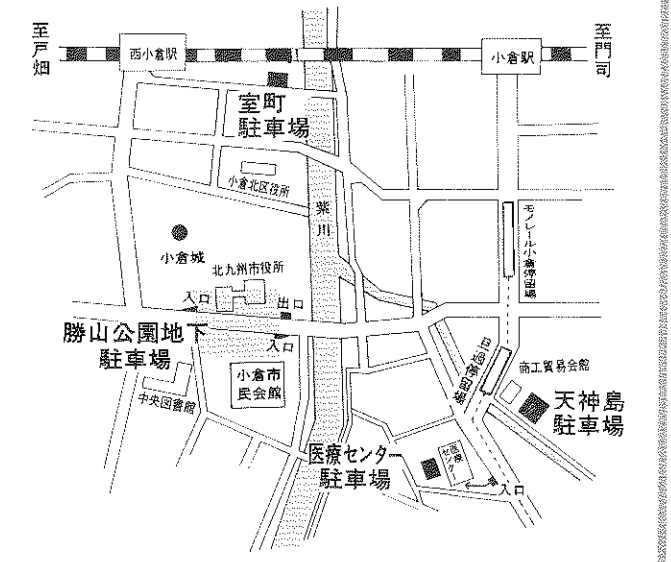 至戸畑
西小倉駅
小倉駅
至門司
室町
駐車場
小倉北区役所
紫川
モノレール小倉停留場
小倉城
北九州市役所
入口
出口
勝山公園地下
駐車場
入口
小倉市
民会館
中央図書館
旦過停留場
商工貿易会館
天神島
駐車場
医療センター
駐車場
医療
センター
入口